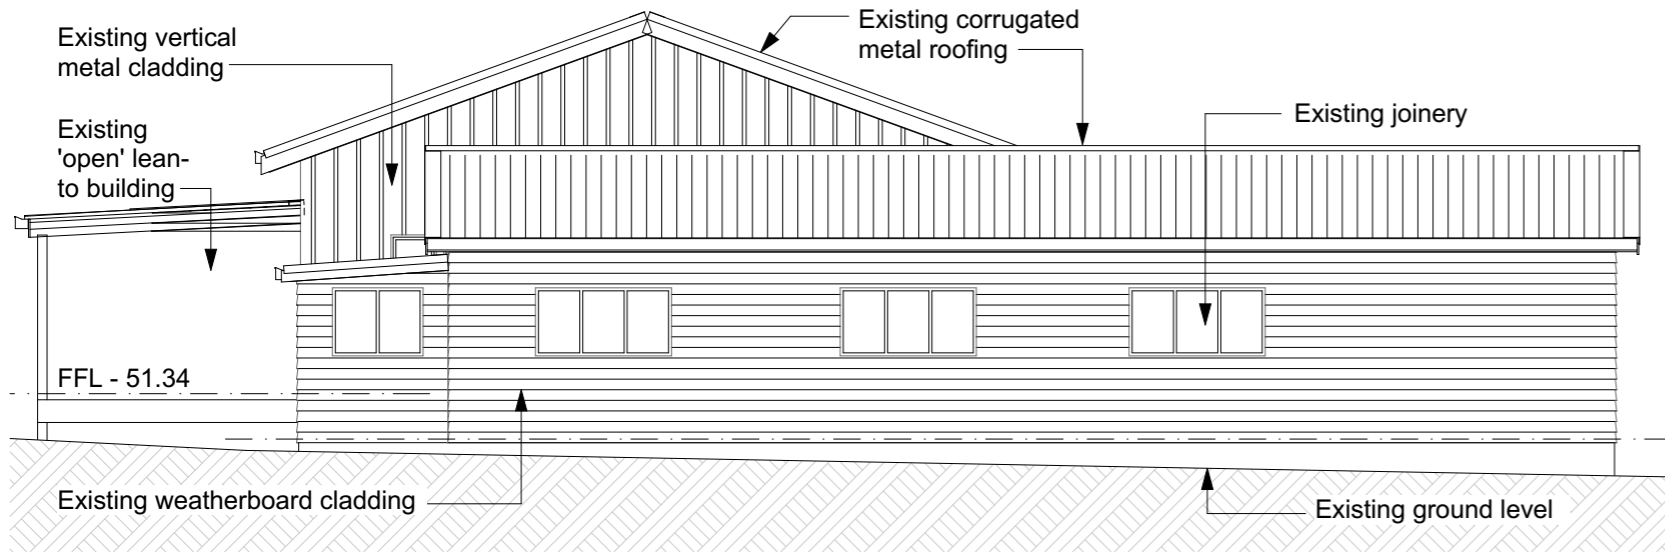 Existing vertical
metal cladding
Existing corrugated
metal roofing
Existing joinery
Existing
'open' lean-
to building
FFL - 51.34
Existing weatherboard cladding
Existing ground level